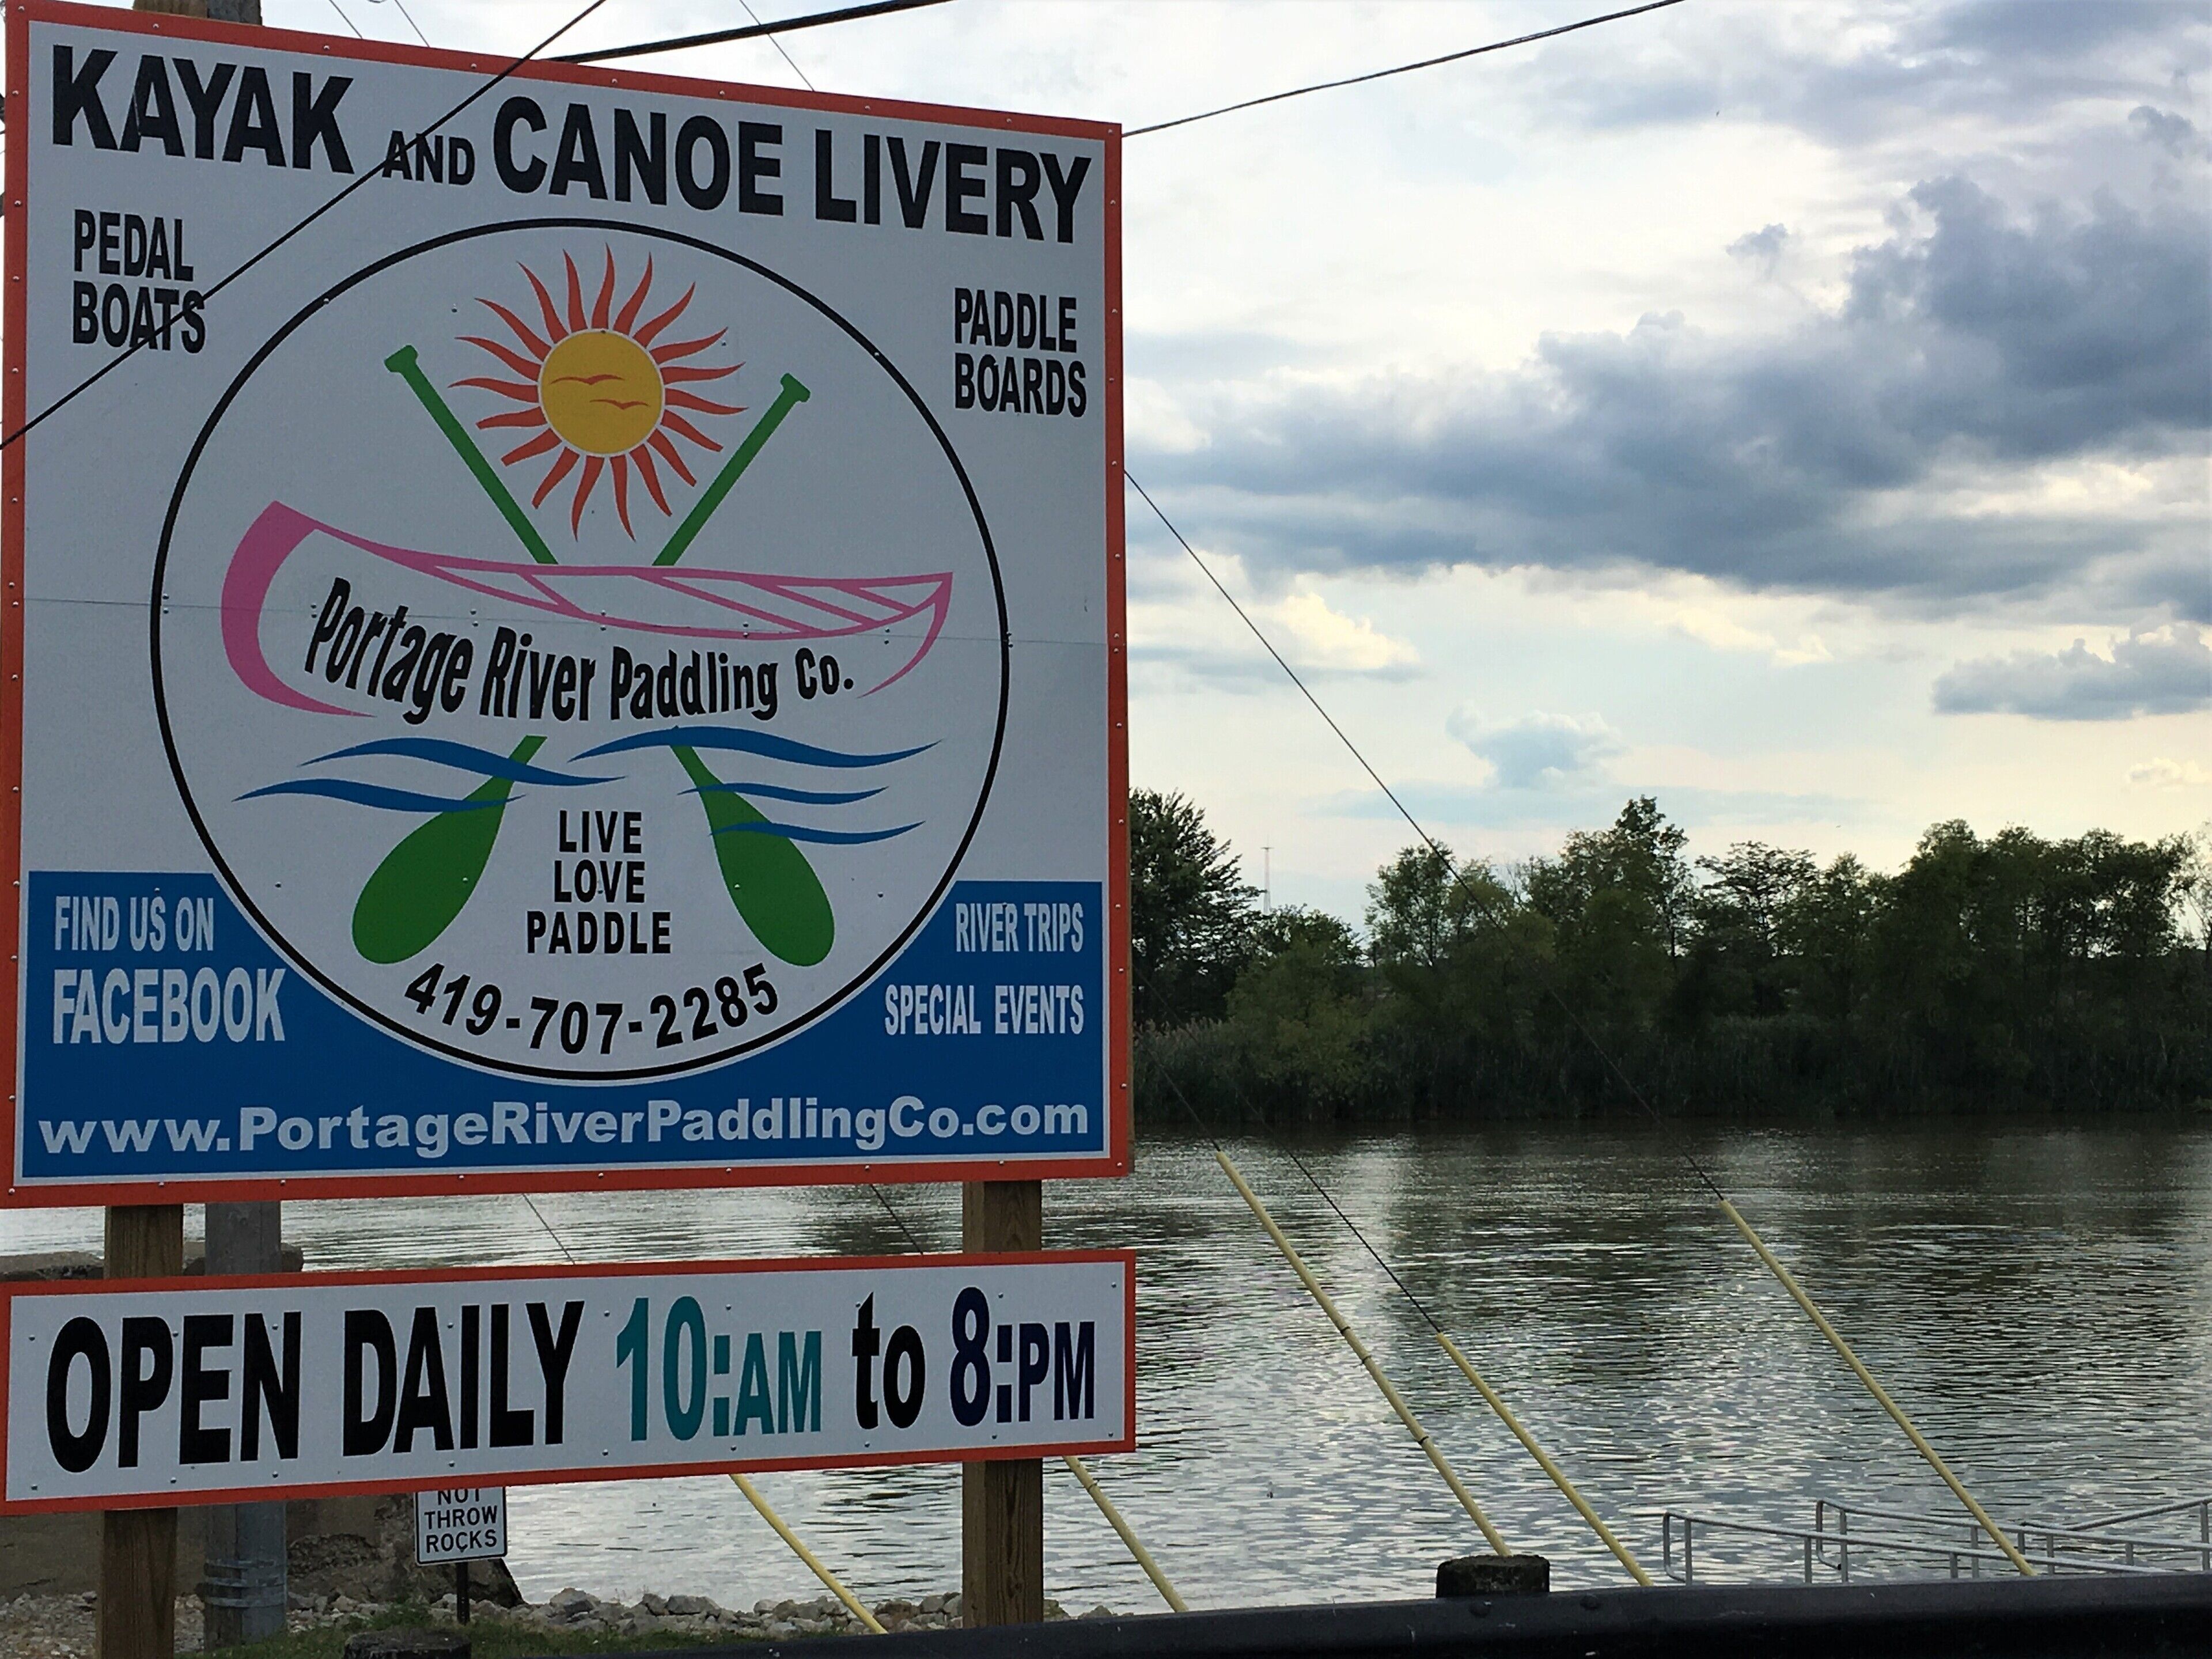 KAYAK AND CANOE LIVERY
PEDAL
BOATS
PADDLE
BOARDS
Portage River Paddling Co.
LIVE
LOVE
PADDLE
419-707-2285
FIND US ON
FACEBOOK
RIVER TRIPS
SPECIAL EVENTS
www.PortageRiverPaddlingCo.com
OPEN DAILY 10:AM to 8:PM
NOT
THROW
ROCKS